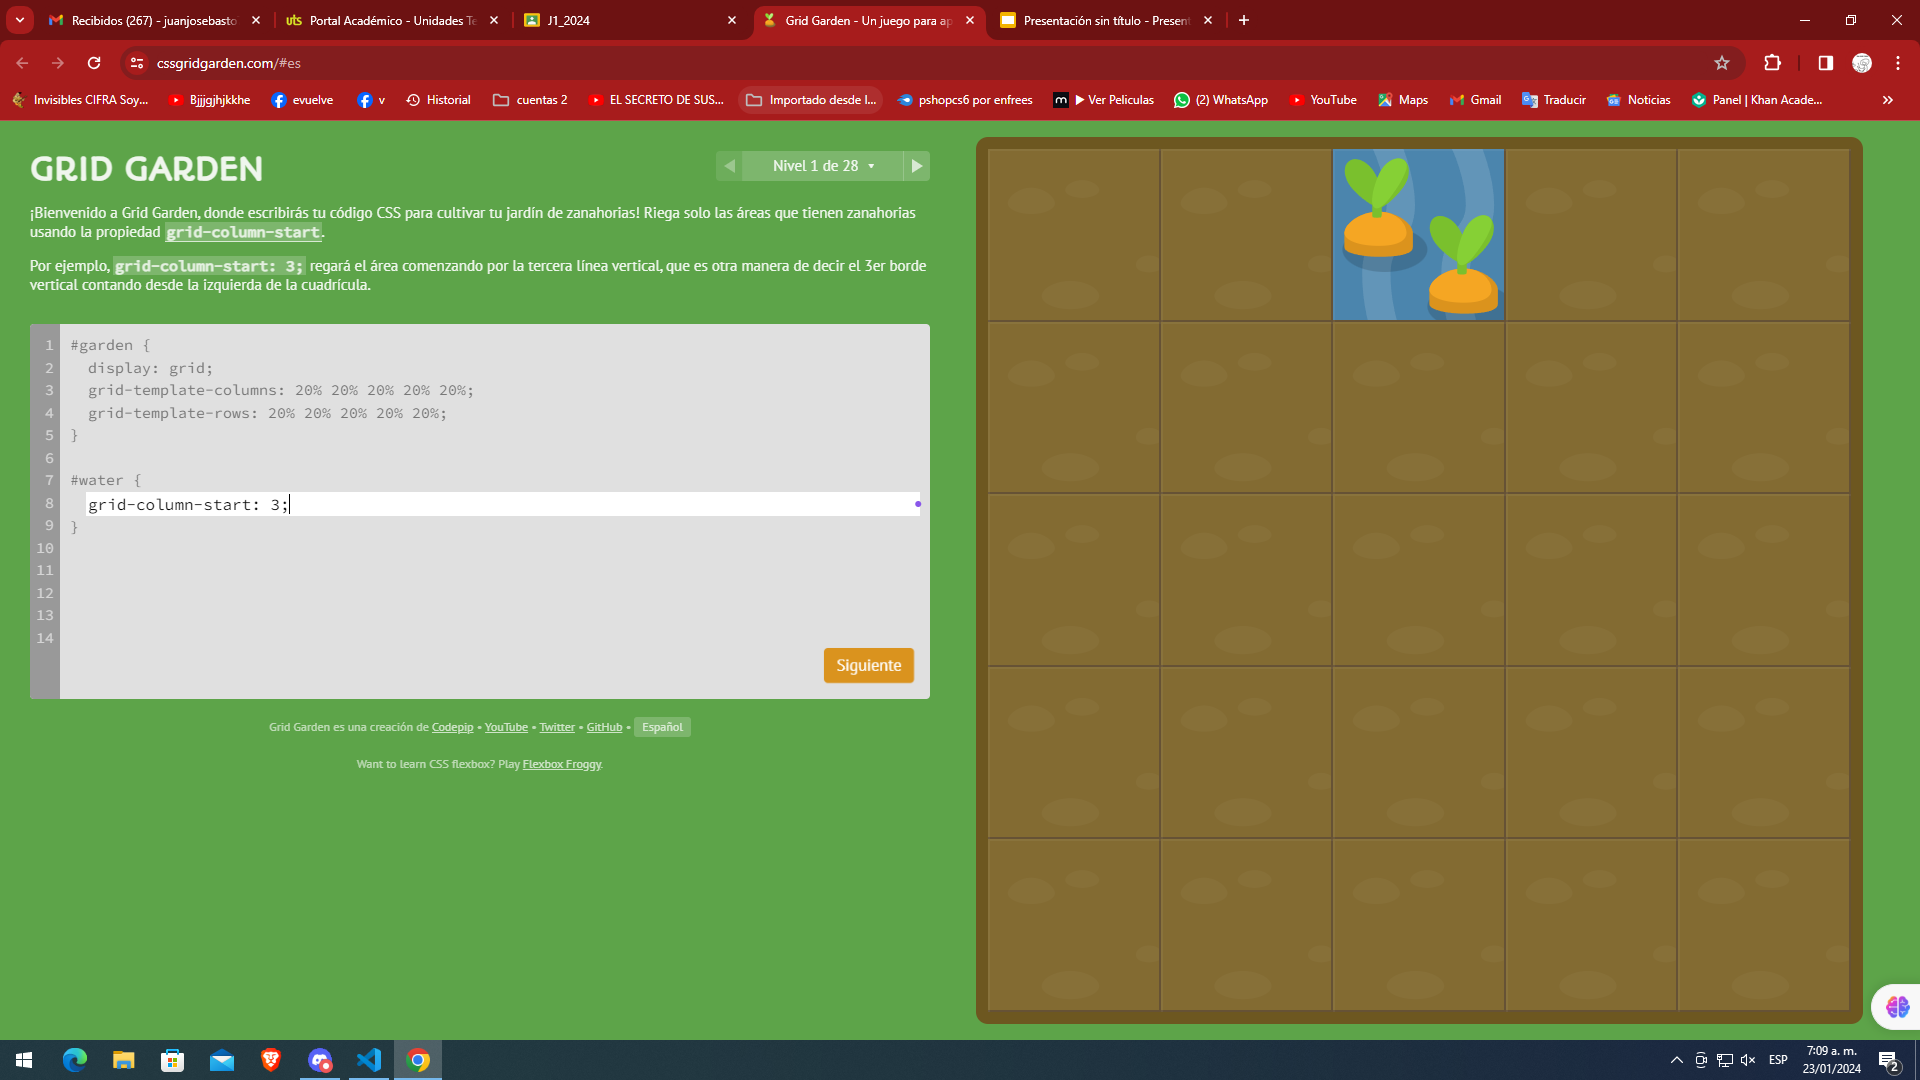 Recibidos (267) - juanjosebasto
Portal Académico - Unidades Te
J1_2024
Grid Garden - Un juego para ap
Presentación sin título - Present
cssgridgarden.com/#es
Invisibles CIFRA Soy...
Bjjjgjhjkkhe
evuelve
v
Historial
cuentas 2
EL SECRETO DE SUS...
Importado desde l...
pshopcs6 por enfrees
▶ Ver Peliculas
(2) WhatsApp
YouTube
Maps
Gmail
Traducir
Noticias
Panel | Khan Acade...
GRID GARDEN
Nivel 1 de 28
¡Bienvenido a Grid Garden, donde escribirás tu código CSS para cultivar tu jardín de zanahorias! Riega solo las áreas que tienen zanahorias
usando la propiedad grid-column-start.
Por ejemplo, grid-column-start: 3; regará el área comenzando por la tercera línea vertical, que es otra manera de decir el 3er borde
vertical contando desde la izquierda de la cuadrícula.
1 #garden {
2 display: grid;
3 grid-template-columns: 20% 20% 20% 20% 20%;
4 grid-template-rows: 20% 20% 20% 20% 20%;
5 }
6
7 #water {
8 grid-column-start: 3;
9 }
10
11
12
13
14
Siguiente
Grid Garden es una creación de Codepip • YouTube • Twitter • GitHub • Español
Want to learn CSS flexbox? Play Flexbox Froggy.
ESP
7:09 a. m.
23/01/2024
2